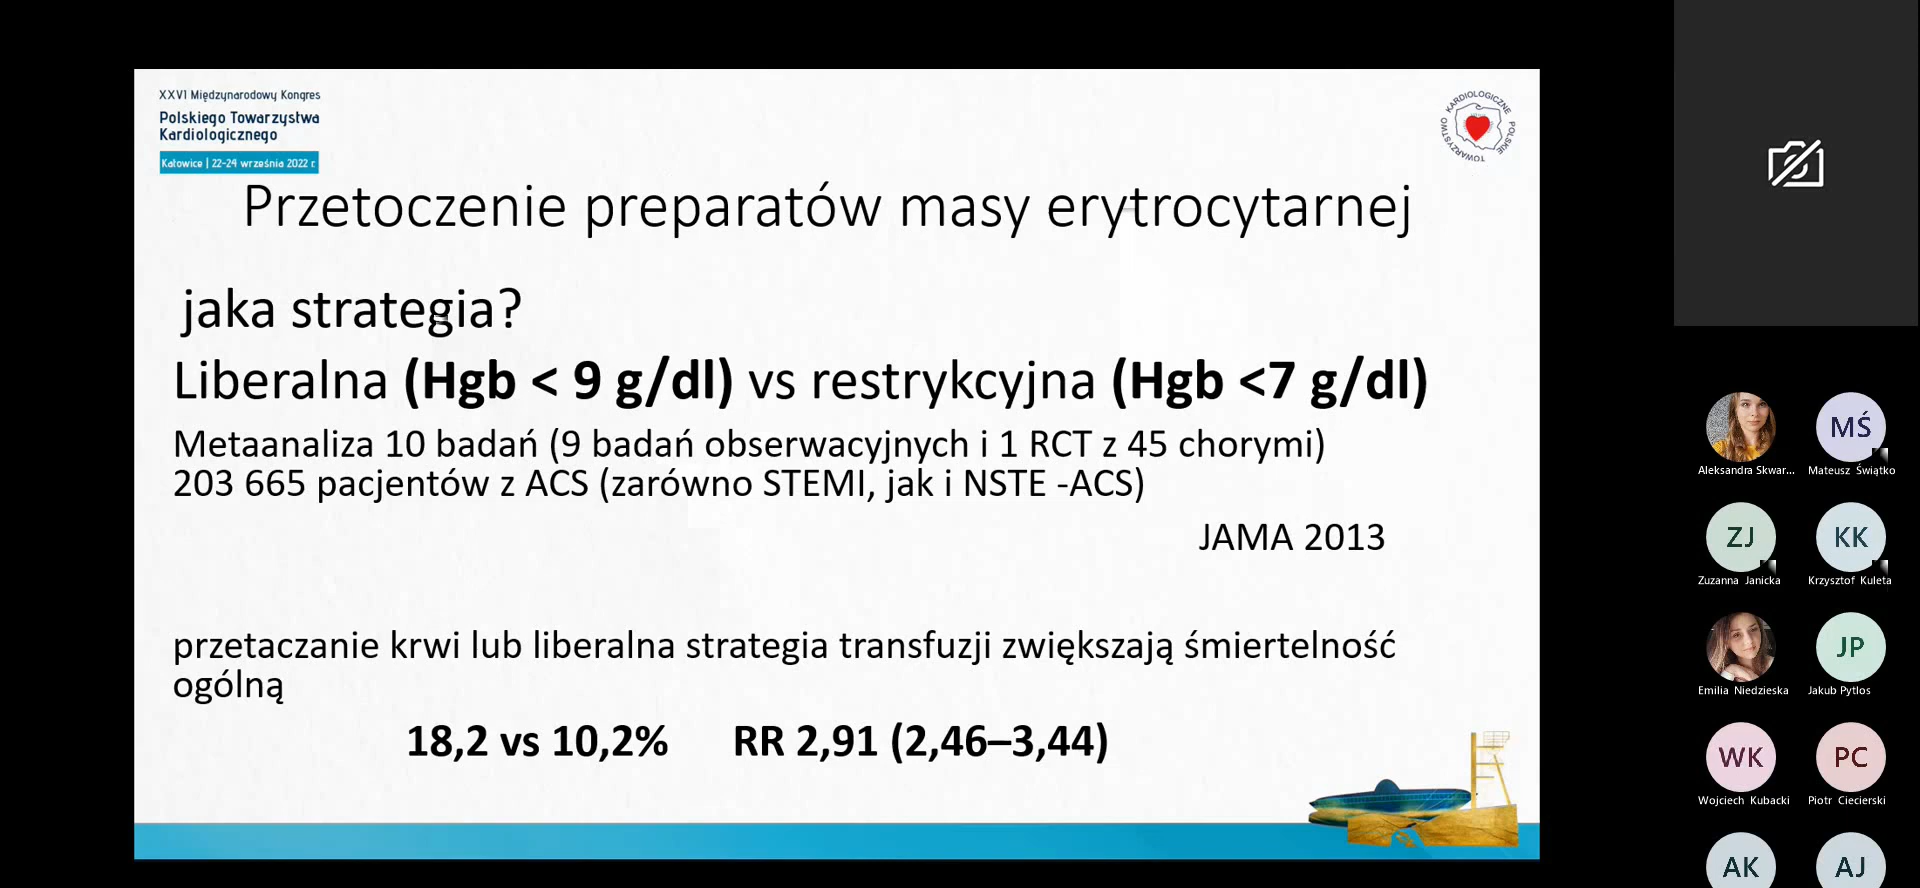 XXVI Międzynarodowy Kongres
Polskiego Towarzystwa
Kardiologicznego
Katowice | 22-24 września 2022 r.
POLSKIE TOWARZYSTWO KARDIOLOGICZNE
Przetoczenie preparatów masy erytrocytarnej
jaka strategia?
Liberalna (Hgb < 9 g/dl) vs restrykcyjna (Hgb <7 g/dl)
Metaanaliza 10 badań (9 badań obserwacyjnych i 1 RCT z 45 chorymi)
203 665 pacjentów z ACS (zarówno STEMI, jak i NSTE -ACS)
JAMA 2013
przetaczanie krwi lub liberalna strategia transfuzji zwiększają śmiertelność
ogólną
18,2 vs 10,2% RR 2,91 (2,46–3,44)
MŚ
Aleksandra Skwar... Mateusz Świątko
ZJ KK
Zuzanna Janicka Krzysztof Kuleta
JP
Emilia Niedzieska Jakub Pytlos
WK PC
Wojciech Kubacki Piotr Ciecierski
AK AJ